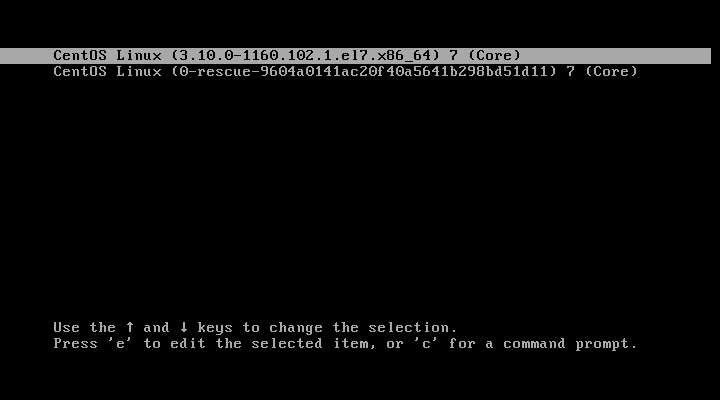 CentOS Linux (3.10.0-1160.102.1.el7.x86_64) 7 (Core)
CentOS Linux (0-rescue-9604a0141ac20f40a5641b298bd51d11) 7 (Core)
Use the ↑ and ↓ keys to change the selection.
Press 'e' to edit the selected item, or 'c' for a command prompt.